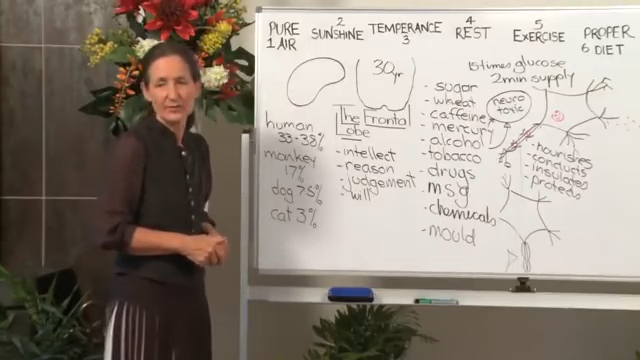 PURE 1 AIR
2 SUNSHINE
TEMPERANCE 3
4 REST
5 EXERCISE
PROPER 6 DIET
15 times glucose
2 min supply
30yr
neuro toxic
The Frontal
Lobe
human
33-38%
monkey
17%
dog 7.5%
cat 3%
- intellect
- reason
- judgement
- will
- sugar
- wheat
- caffeine
- mercury
- alcohol
- tobacco
- drugs
- msg
- chemicals
- mould
- nourishes
- conducts
- insulates
- protects